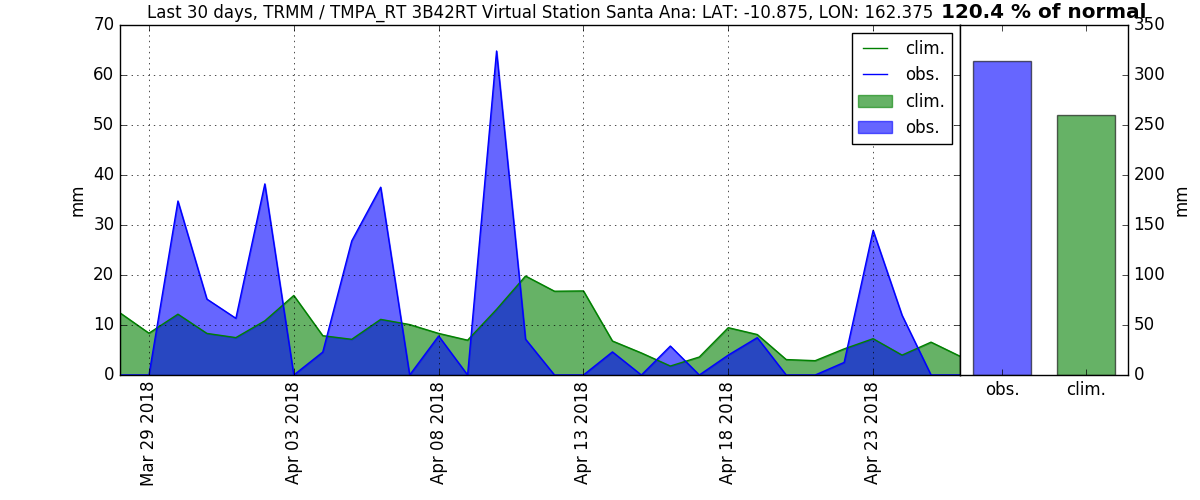 Last 30 days, TRMM / TMPA_RT 3B42RT Virtual Station Santa Ana: LAT: -10.875, LON: 162.375 120.4 % of normal
70
60
50
40
30
20
10
0
mm
Mar 29 2018
Apr 03 2018
Apr 08 2018
Apr 13 2018
Apr 18 2018
Apr 23 2018
clim.
obs.
clim.
obs.
350
300
250
200
150
100
50
0
mm
obs.
clim.